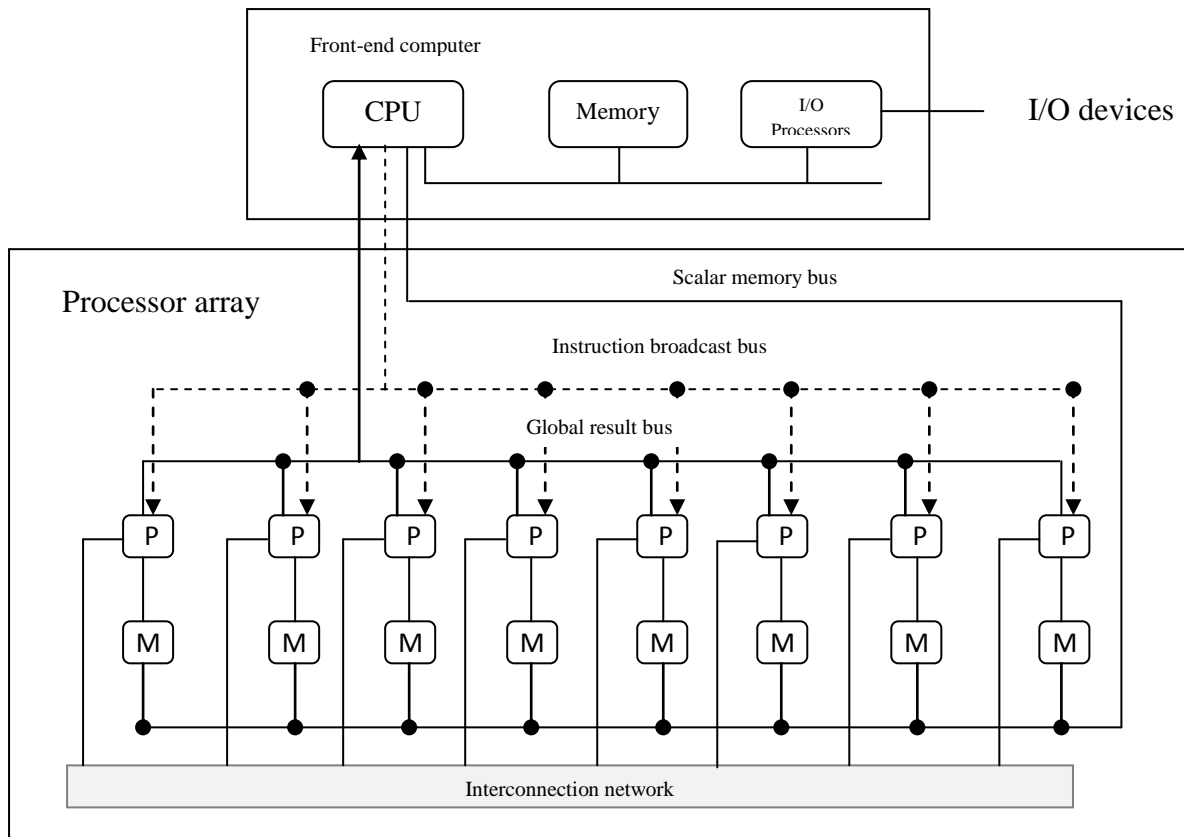 Front-end computer
CPU
Memory
I/O
Processors
I/O devices
Scalar memory bus
Processor array
Instruction broadcast bus
Global result bus
P P P P P P P P
M M M M M M M M
Interconnection network